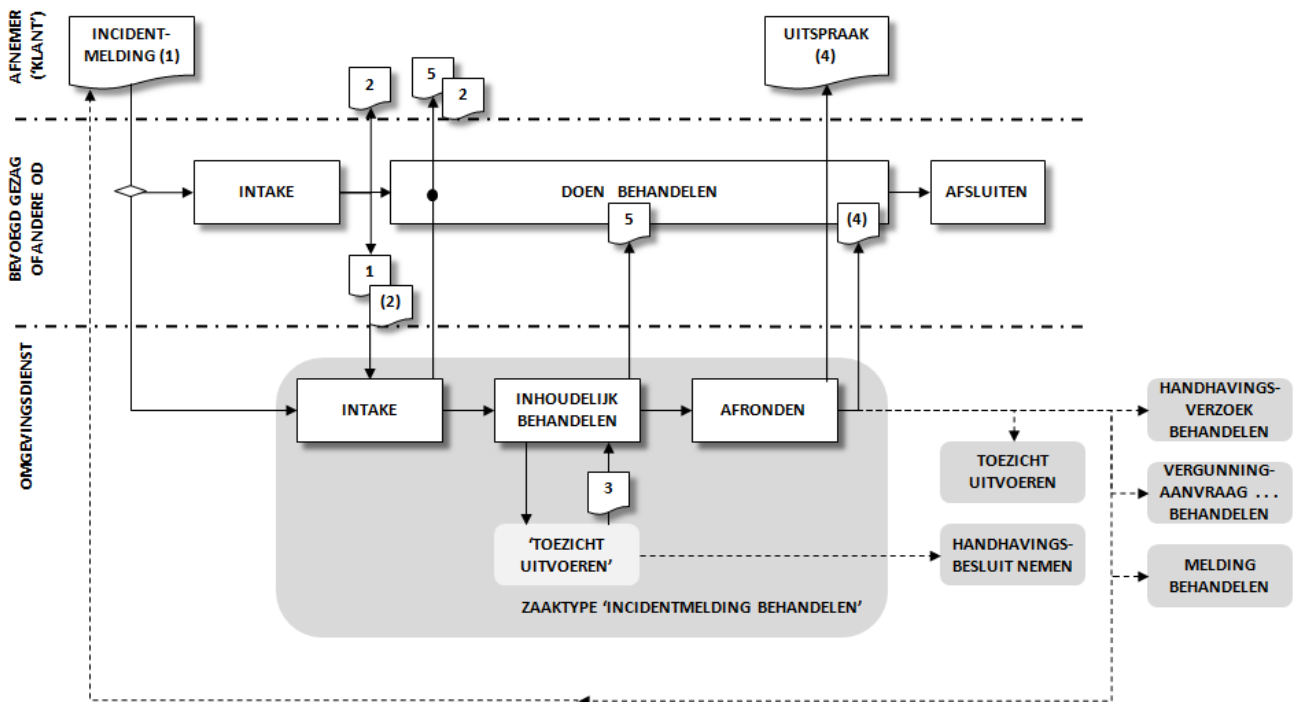 AFNEMER
('KLANT')
INCIDENT-
MELDING (1)
2
5
2
UITSPRAAK
(4)
BEVOEGD GEZAG
OF ANDERE OD
INTAKE
DOEN BEHANDELEN
AFSLUITEN
5
(4)
1
(2)
OMGEVINGSDIENST
INTAKE
INHOUDELIJK
BEHANDELEN
AFRONDEN
HANDHAVINGS-
VERZOEK
BEHANDELEN
TOEZICHT
UITVOEREN
3
VERGUNNING-
AANVRAAG ...
BEHANDELEN
'TOEZICHT
UITVOEREN'
HANDHAVINGS-
BESLUIT NEMEN
MELDING
BEHANDELEN
ZAAKTYPE 'INCIDENTMELDING BEHANDELEN'